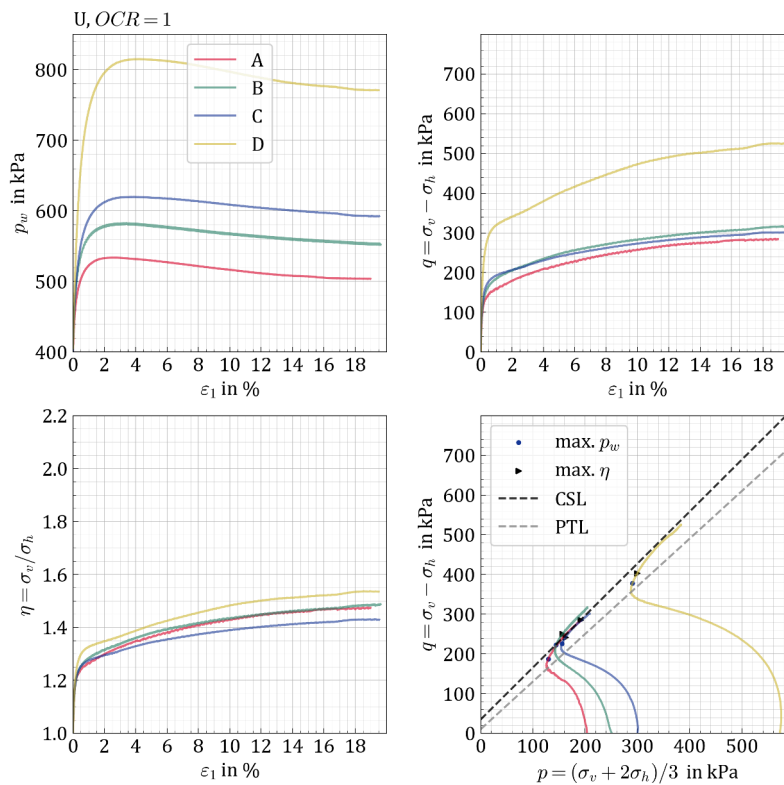 U, OCR = 1
p_w in kPa
800
700
600
500
400
A
B
C
D
0 2 4 6 8 10 12 14 16 18
ε₁ in %
q = σ_v − σ_h in kPa
700
600
500
400
300
200
100
0
0 2 4 6 8 10 12 14 16 18
ε₁ in %
η = σ_v/σ_h
2.2
2.0
1.8
1.6
1.4
1.2
1.0
0 2 4 6 8 10 12 14 16 18
ε₁ in %
q = σ_v − σ_h in kPa
700
600
500
400
300
200
100
0
max. p_w
max. η
CSL
PTL
0 100 200 300 400 500
p = (σ_v + 2σ_h)/3 in kPa